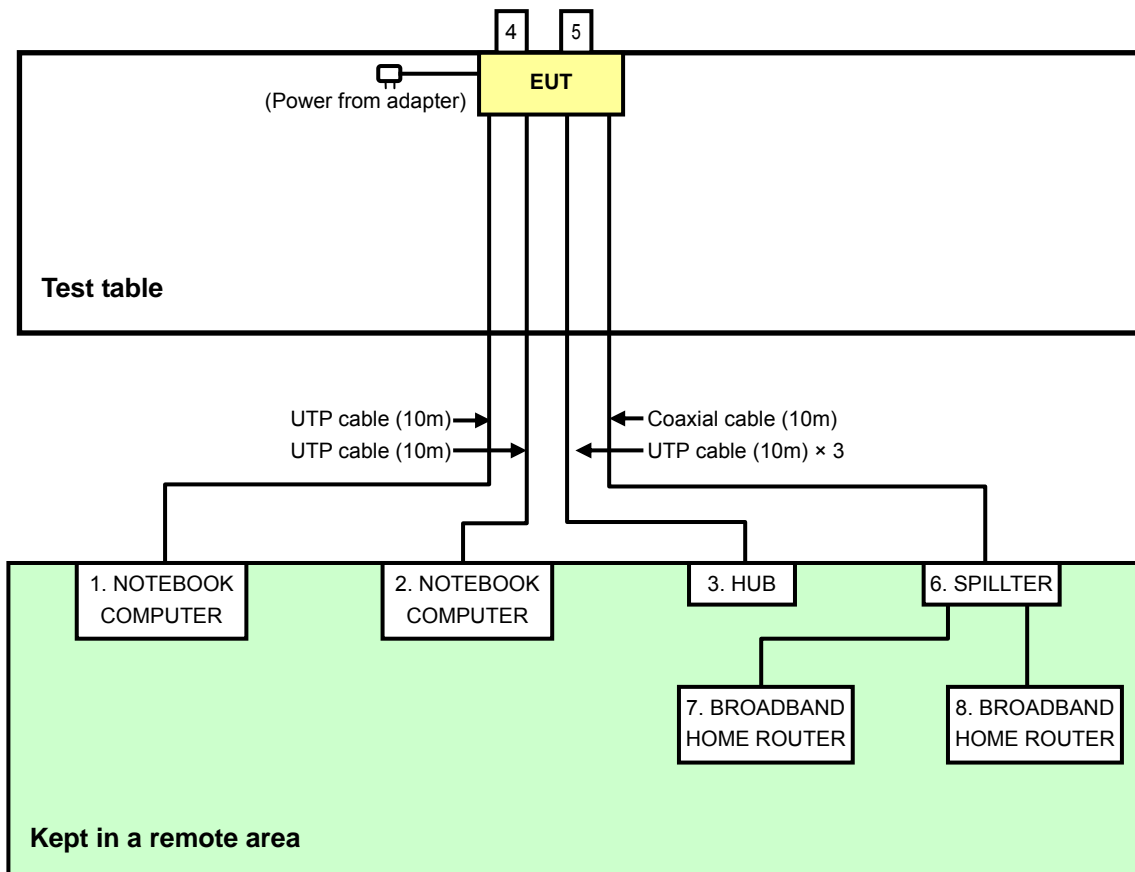 4
5
EUT
(Power from adapter)
Test table
UTP cable (10m)
Coaxial cable (10m)
UTP cable (10m)
UTP cable (10m) × 3
1. NOTEBOOK
COMPUTER
2. NOTEBOOK
COMPUTER
3. HUB
6. SPILLTER
7. BROADBAND
HOME ROUTER
8. BROADBAND
HOME ROUTER
Kept in a remote area